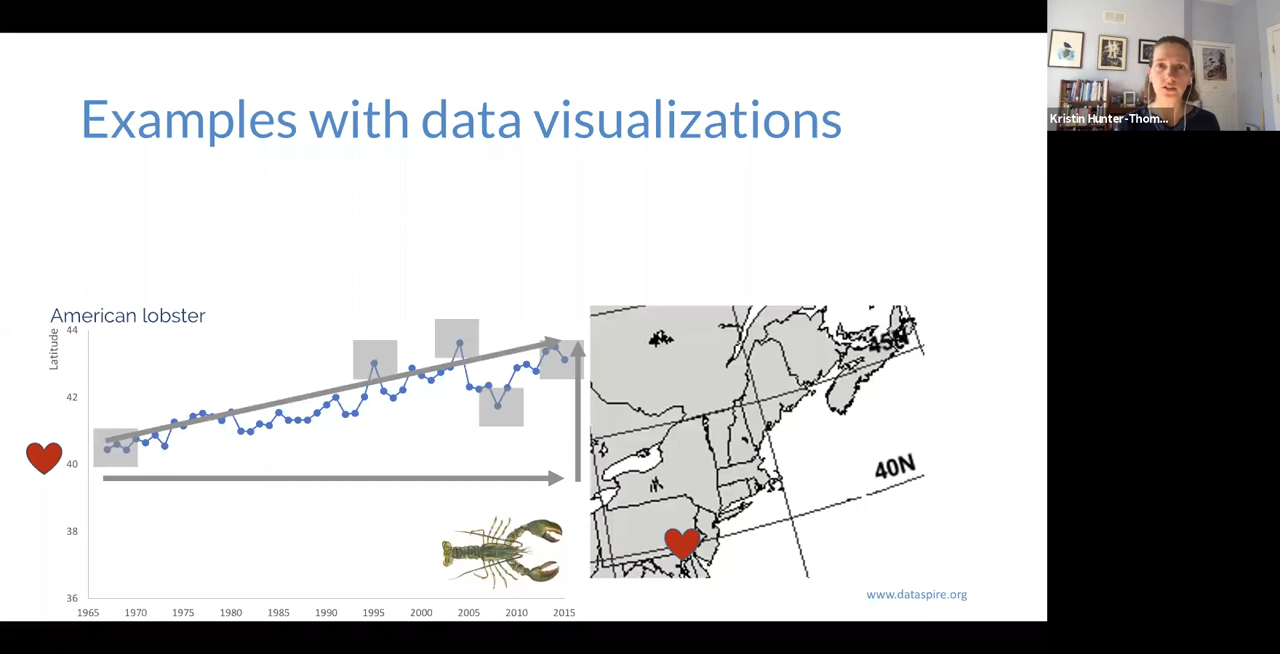 Examples with data visualizations
Kristin Hunter-Thom...
American lobster
Latitude
44
42
40
38
36
1965 1970 1975 1980 1985 1990 1995 2000 2005 2010 2015
45N
40N
www.dataspire.org